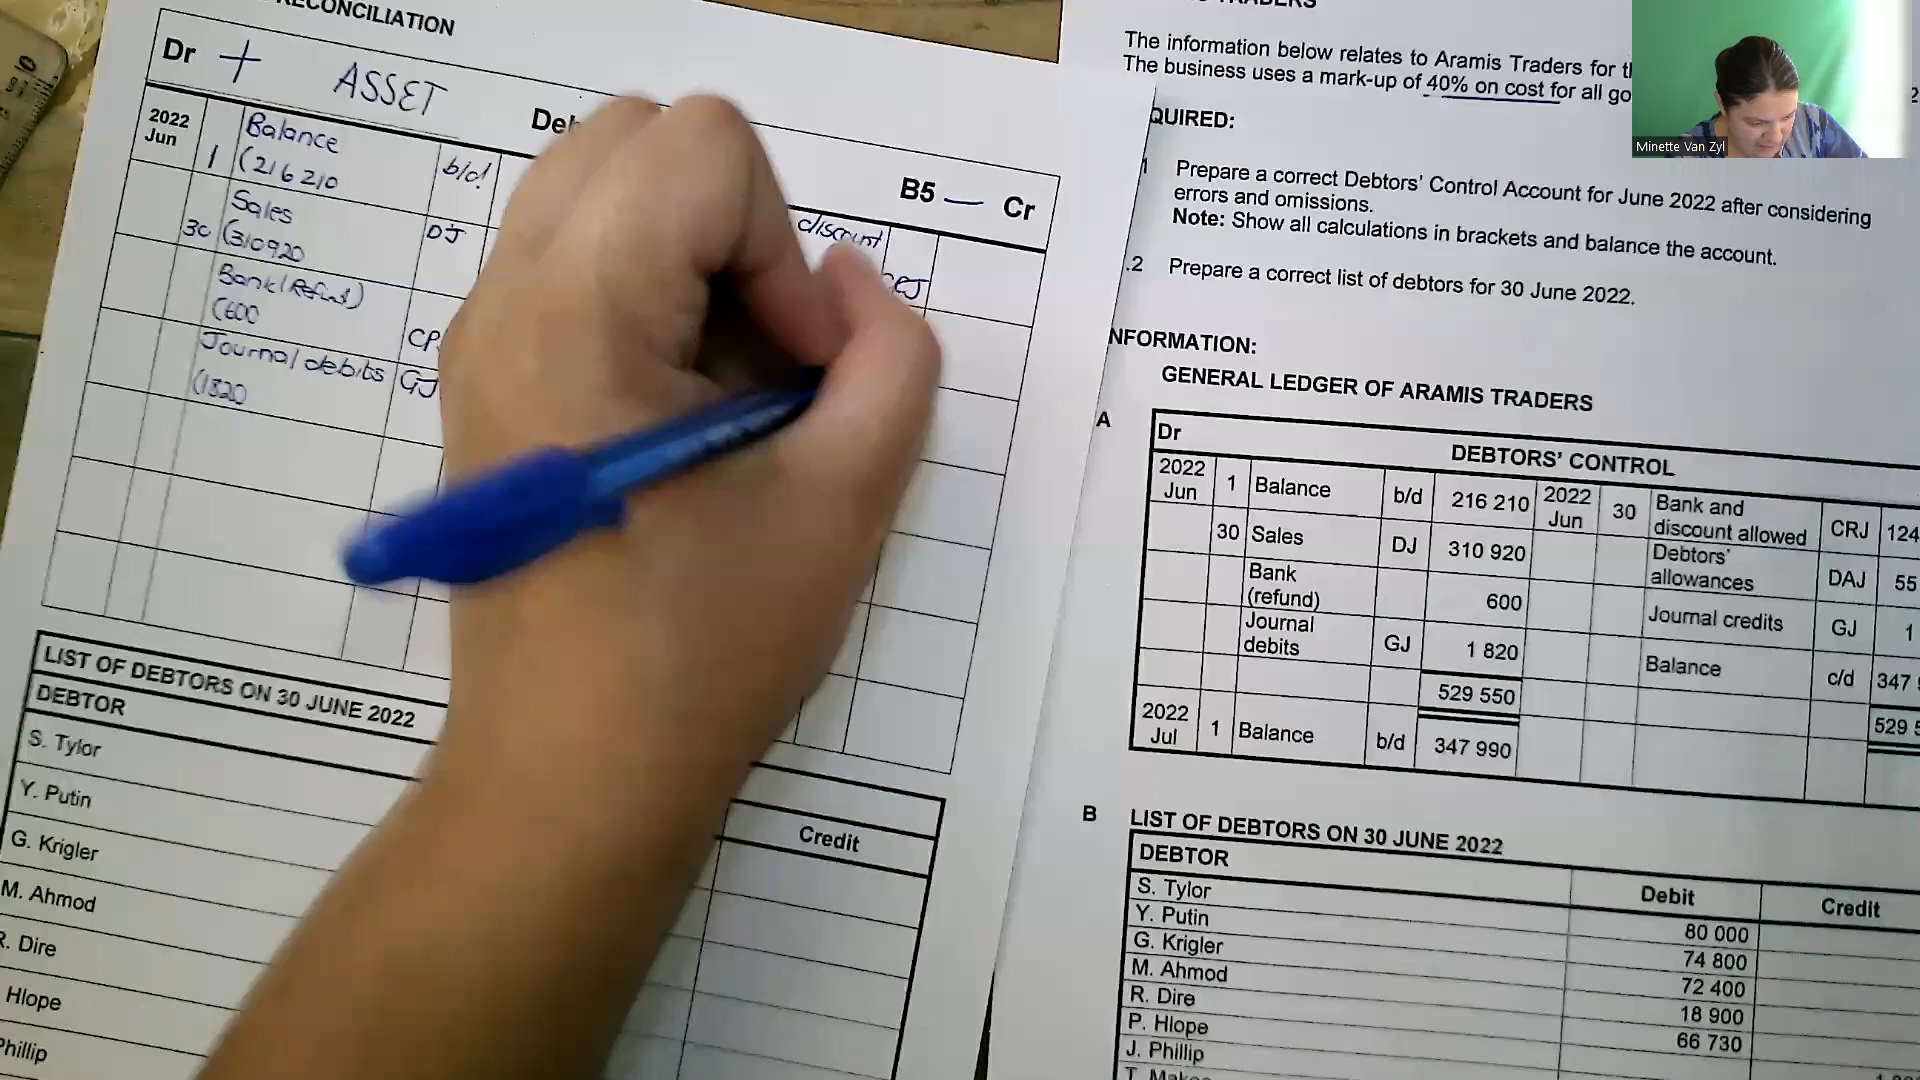 RECONCILIATION
Dr + ASSET
B5 — Cr
2022
Jun
1
Balance
(216 210
b/d
Sales
30 (310920
DJ
Bank (Refund)
(600
CP
Journal debits
(1820
GJ
discount
LIST OF DEBTORS ON 30 JUNE 2022
DEBTOR
Credit
S. Tylor
Y. Putin
G. Krigler
M. Ahmod
R. Dire
Hlope
Phillip
TRADERS
The information below relates to Aramis Traders for
The business uses a mark-up of 40% on cost for all
QUIRED:
1 Prepare a correct Debtors' Control Account for June 2022 after considering
errors and omissions.
Note: Show all calculations in brackets and balance the account.
.2 Prepare a correct list of debtors for 30 June 2022.
NFORMATION:
GENERAL LEDGER OF ARAMIS TRADERS
A
Dr
DEBTORS' CONTROL
2022 Jun 1 Balance b/d 216 210 2022 Jun 30 Bank and discount allowed CRJ 124
30 Sales DJ 310 920 Debtors' allowances DAJ 55
Bank (refund) 600 Journal credits GJ 1
Journal debits GJ 1 820 Balance c/d 347
529 550 529 5
2022 Jul 1 Balance b/d 347 990
B LIST OF DEBTORS ON 30 JUNE 2022
DEBTOR Debit Credit
S. Tylor 80 000
Y. Putin 74 800
G. Krigler 72 400
M. Ahmod 18 900
R. Dire 66 730
P. Hlope
J. Phillip
Minette Van Zyl